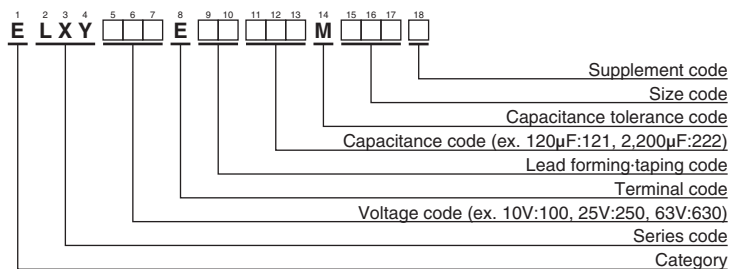 1 2 3 4 5 6 7 8 9 10 11 12 13 14 15 16 17 18
E L X Y E M
Supplement code
Size code
Capacitance tolerance code
Capacitance code (ex. 120µF:121, 2,200µF:222)
Lead forming·taping code
Terminal code
Voltage code (ex. 10V:100, 25V:250, 63V:630)
Series code
Category